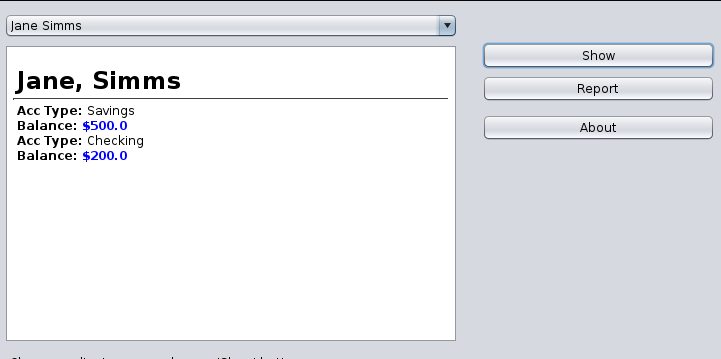 Jane Simms
Jane, Simms
Acc Type: Savings
Balance: $500.0
Acc Type: Checking
Balance: $200.0
Show
Report
About